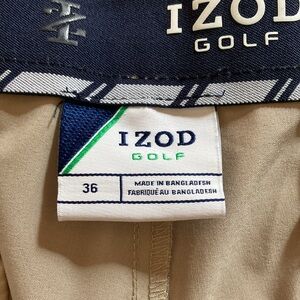 IZOD
GOLF
IZOD
GOLF
36
MADE IN BANGLADESH
FABRIQUÉ AU BANGLADESH